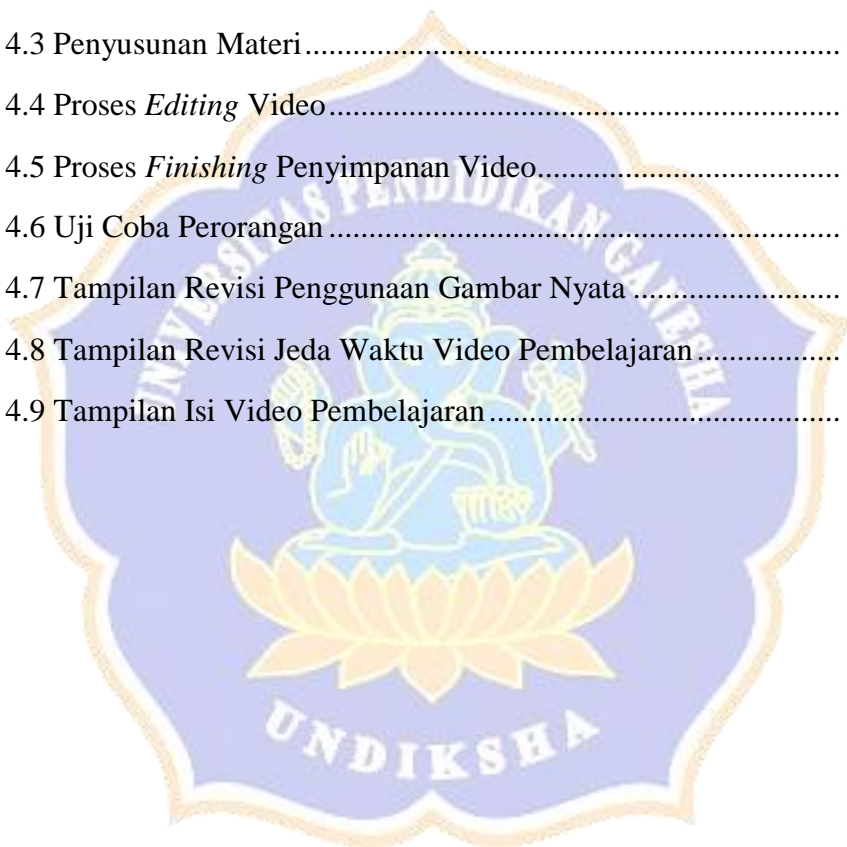 4.3 Penyusunan Materi....................................................................
4.4 Proses Editing Video.................................................................
4.5 Proses Finishing Penyimpanan Video......................................
4.6 Uji Coba Perorangan.................................................................
4.7 Tampilan Revisi Penggunaan Gambar Nyata..........................
4.8 Tampilan Revisi Jeda Waktu Video Pembelajaran..................
4.9 Tampilan Isi Video Pembelajaran............................................
UNIVERSITAS PENDIDIKAN GANESHA
UNDIKSHA